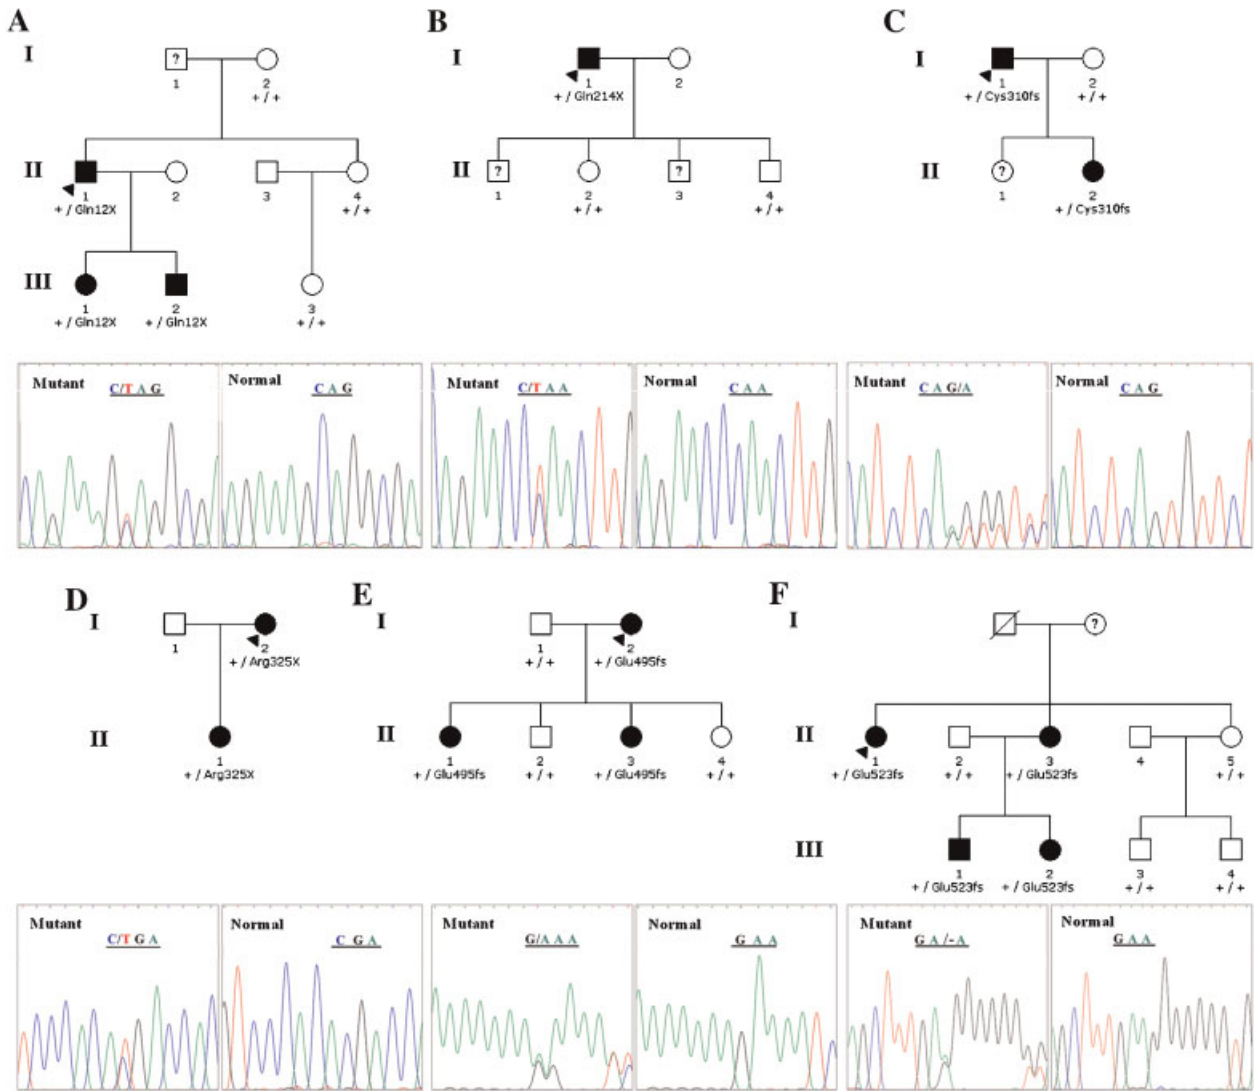 A
I
?
1
2
+ / +
II
1
+ / Gln12X
2
3
4
+ / +
III
1
+ / Gln12X
2
+ / Gln12X
3
+ / +
B
I
1
+ / Gln214X
2
II
?
1
2
+ / +
?
3
4
+ / +
C
I
1
+ / Cys310fs
2
+ / +
II
?
1
2
+ / Cys310fs
Mutant
C/T A G
Normal
C A G
Mutant
C/T A A
Normal
C A A
Mutant
C A G/A
Normal
C A G
D
I
1
2
+ / Arg325X
II
1
+ / Arg325X
E
I
1
+ / +
2
+ / Glu495fs
II
1
+ / Glu495fs
2
+ / +
3
+ / Glu495fs
4
+ / +
F
I
?
II
1
+ / Glu523fs
2
+ / +
3
+ / Glu523fs
4
5
+ / +
III
1
+ / Glu523fs
2
+ / Glu523fs
3
+ / +
4
+ / +
Mutant
C/T G A
Normal
C G A
Mutant
G/A A A
Normal
G A A
Mutant
G A /- A
Normal
G A A